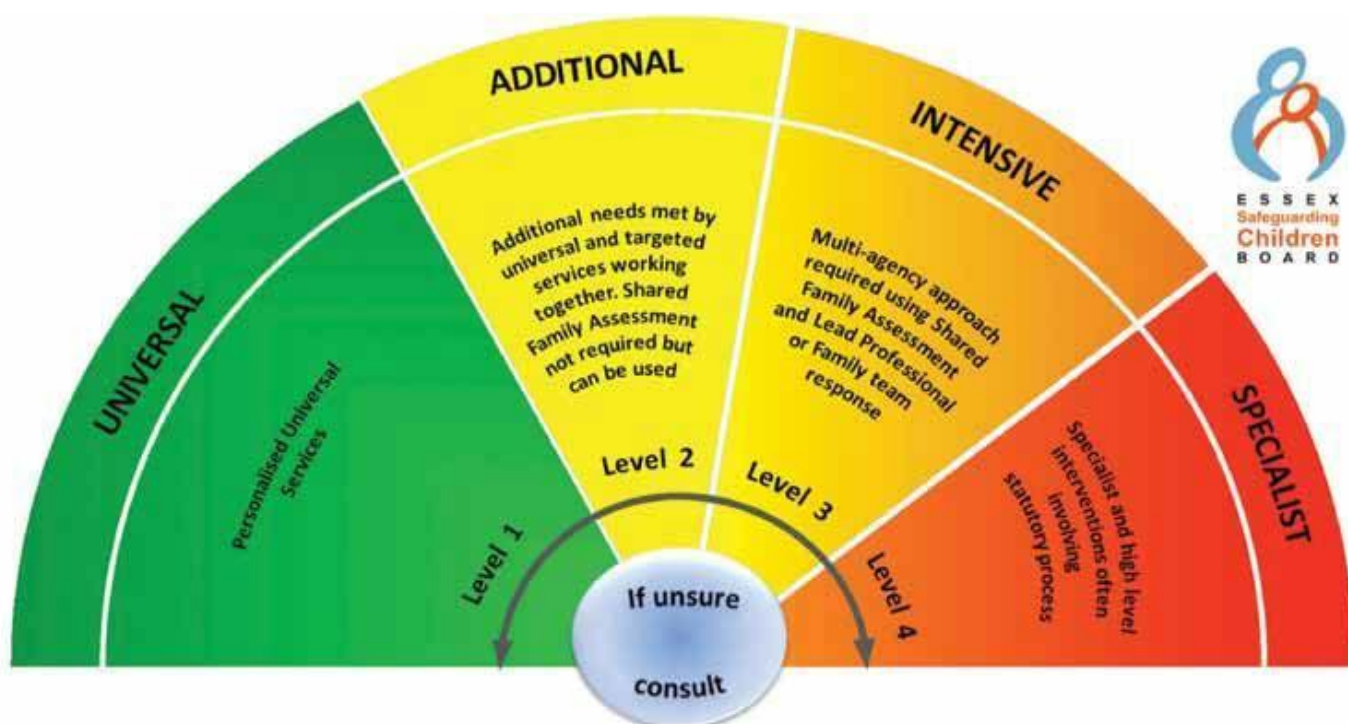 UNIVERSAL
Personalised Universal
Services
Level 1
ADDITIONAL
Additional needs met by
universal and targeted
services working
together. Shared
Family Assessment
not required but
can be used
Level 2
INTENSIVE
Multi-agency approach
required using Shared
Family Assessment
and Lead Professional
or Family team
response
Level 3
SPECIALIST
Specialist and high level
interventions often
involving
statutory process
Level 4
If unsure
consult
ESSEX
Safeguarding
Children
BOARD